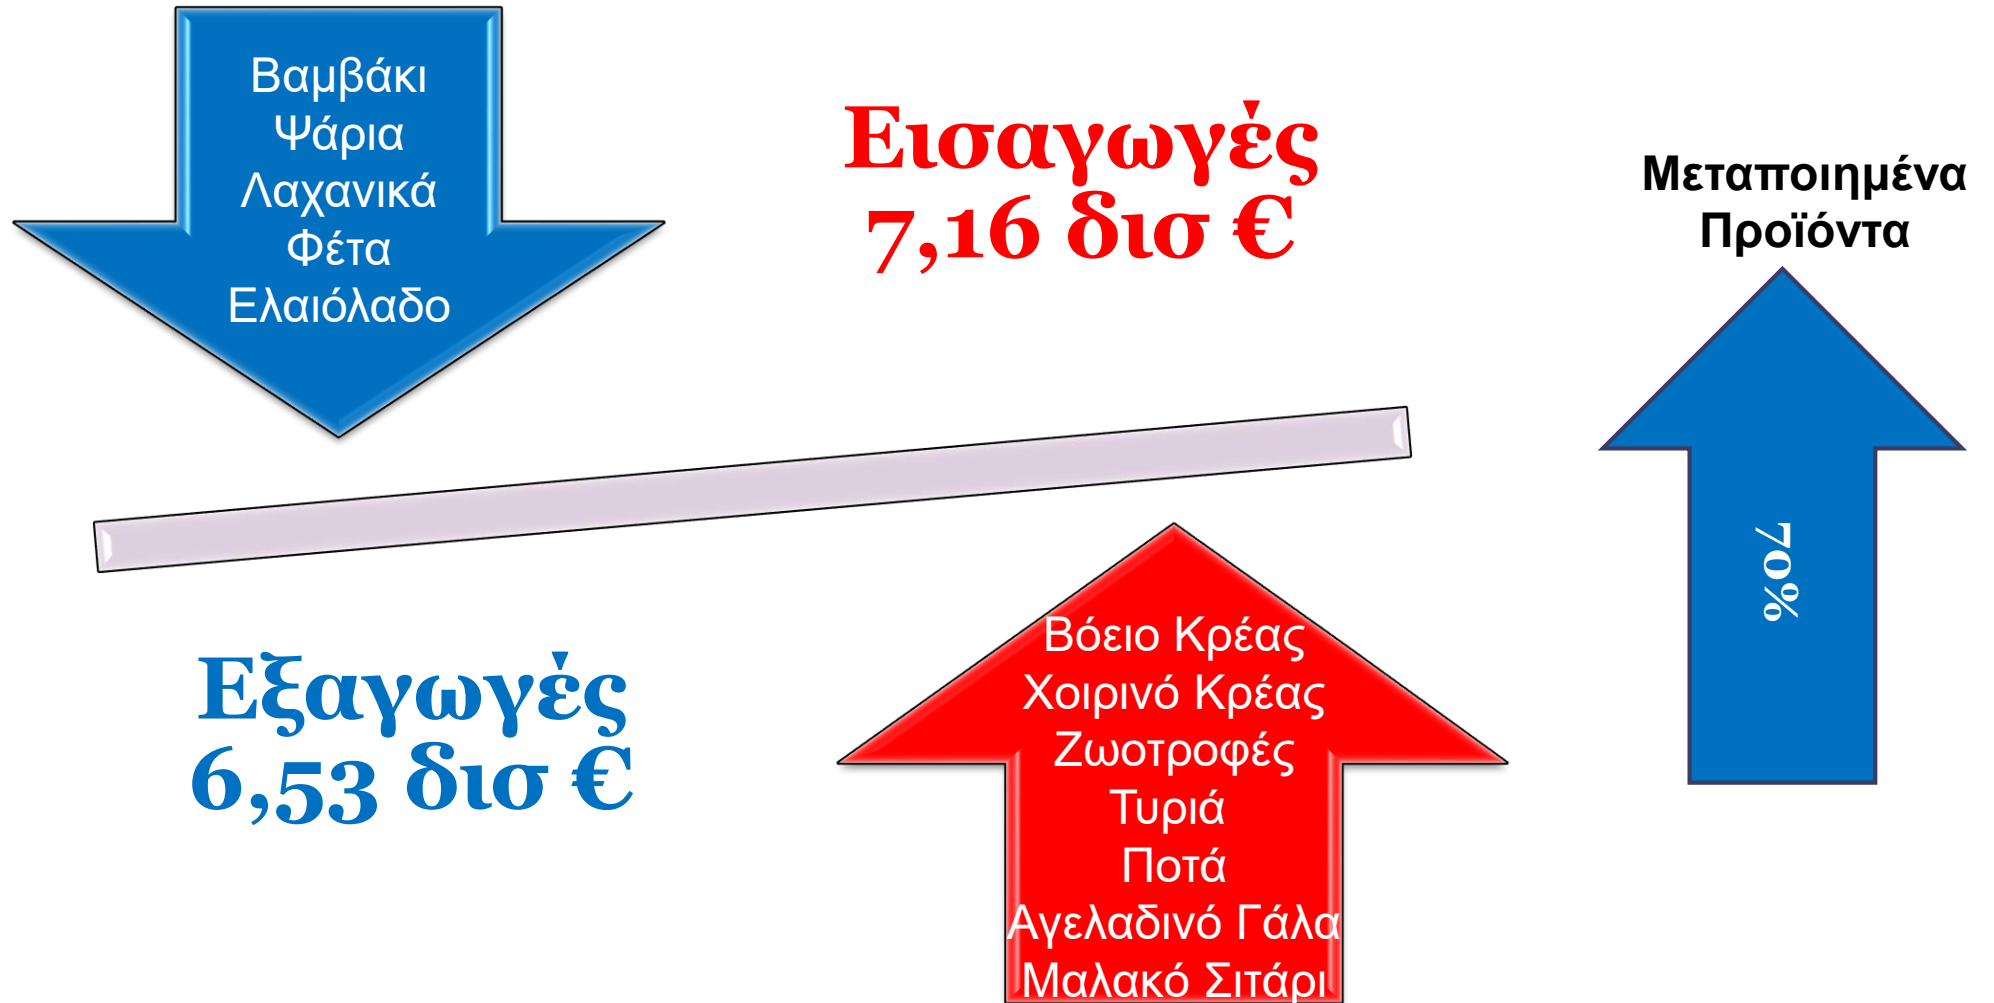 Βαμβάκι
Ψάρια
Λαχανικά
Φέτα
Ελαιόλαδο
Εισαγωγές
7,16 δισ €
Μεταποιημένα
Προϊόντα
70%
Εξαγωγές
6,53 δισ €
Βόειο Κρέας
Χοιρινό Κρέας
Ζωοτροφές
Τυριά
Ποτά
Αγελαδινό Γάλα
Μαλακό Σιτάρι